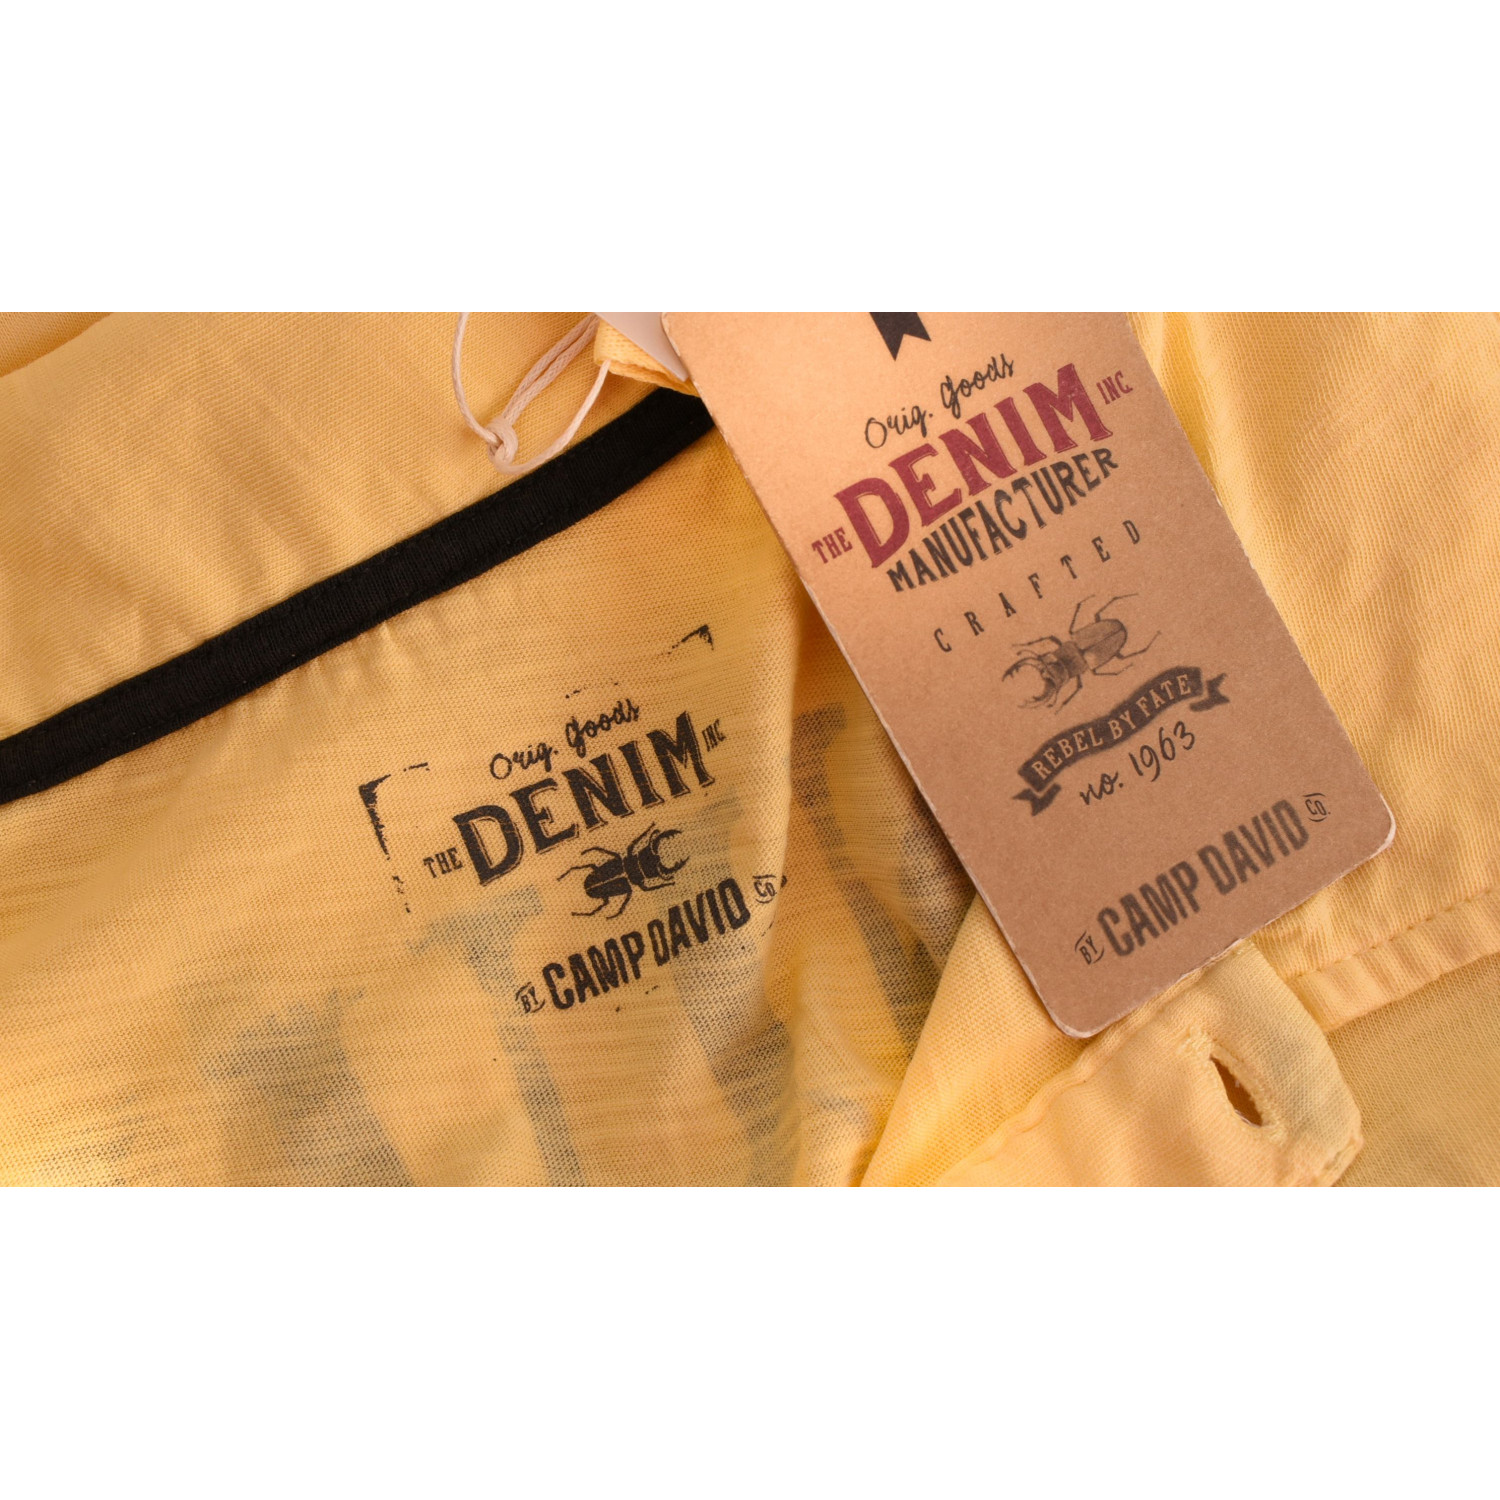 Orig. Goods
THE DENIM INC.
MANUFACTURER
CRAFTED
REBEL BY FATE
no. 1963
BY CAMP DAVID CO.
Orig. Goods
THE DENIM INC
BY CAMP DAVID CO.